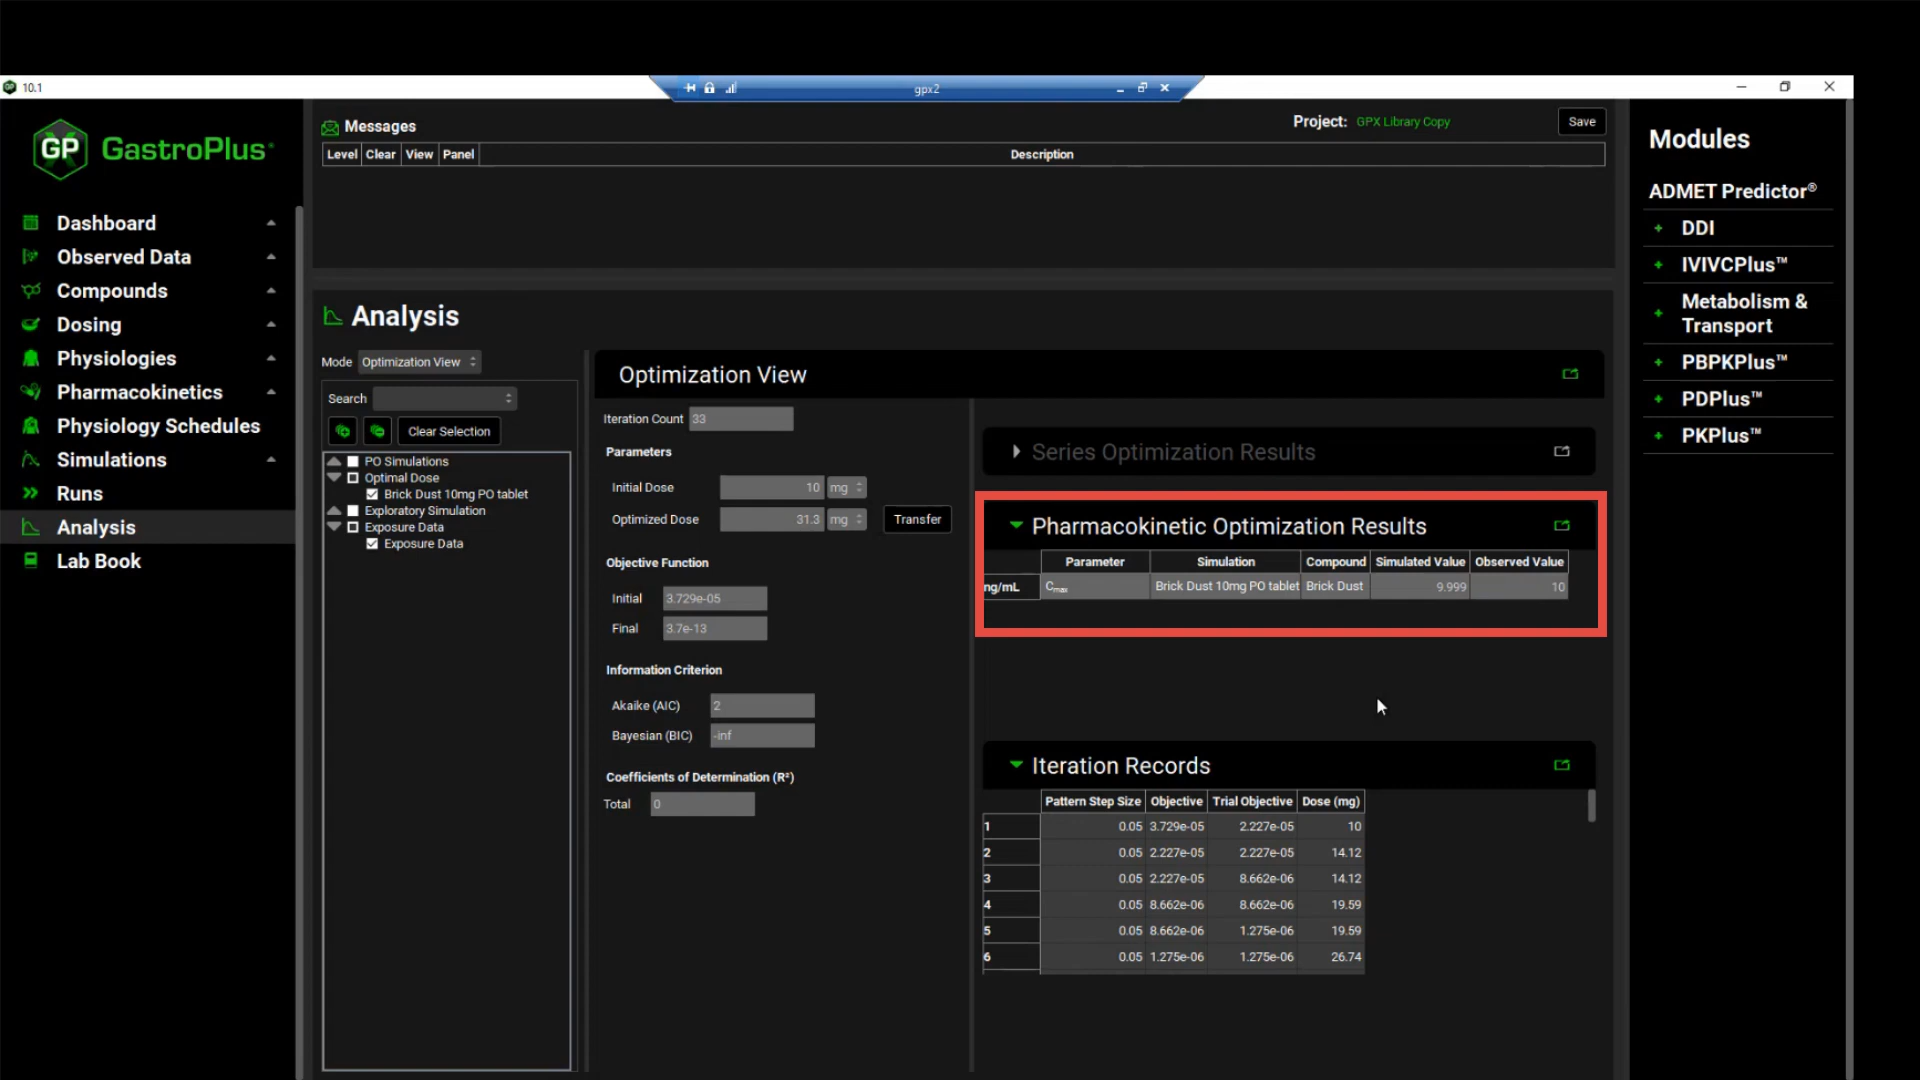 10.1
gpx2
GP GastroPlus®
Dashboard
Observed Data
Compounds
Dosing
Physiologies
Pharmacokinetics
Physiology Schedules
Simulations
Runs
Analysis
Lab Book
Messages
Project: GPX Library Copy
Save
Level Clear View Panel Description
Analysis
Mode Optimization View
Search
Clear Selection
PO Simulations
Optimal Dose
Brick Dust 10mg PO tablet
Exploratory Simulation
Exposure Data
Exposure Data
Optimization View
Iteration Count 33
Parameters
Initial Dose 10 mg
Optimized Dose 31.3 mg Transfer
Objective Function
Initial 3.729e-05
Final 3.7e-13
Information Criterion
Akaike (AIC) 2
Bayesian (BIC) -inf
Coefficients of Determination (R²)
Total 0
Series Optimization Results
Pharmacokinetic Optimization Results
Parameter Simulation Compound Simulated Value Observed Value
ng/mL Cmax Brick Dust 10mg PO tablet Brick Dust 9.999 10
Iteration Records
Pattern Step Size Objective Trial Objective Dose (mg)
1 0.05 3.729e-05 2.227e-05 10
2 0.05 2.227e-05 2.227e-05 14.12
3 0.05 2.227e-05 8.662e-06 14.12
4 0.05 8.662e-06 8.662e-06 19.59
5 0.05 8.662e-06 1.275e-06 19.59
6 0.05 1.275e-06 1.275e-06 26.74
Modules
ADMET Predictor®
+ DDI
+ IVIVCPlus™
+ Metabolism &
Transport
+ PBPKPlus™
+ PDPlus™
+ PKPlus™